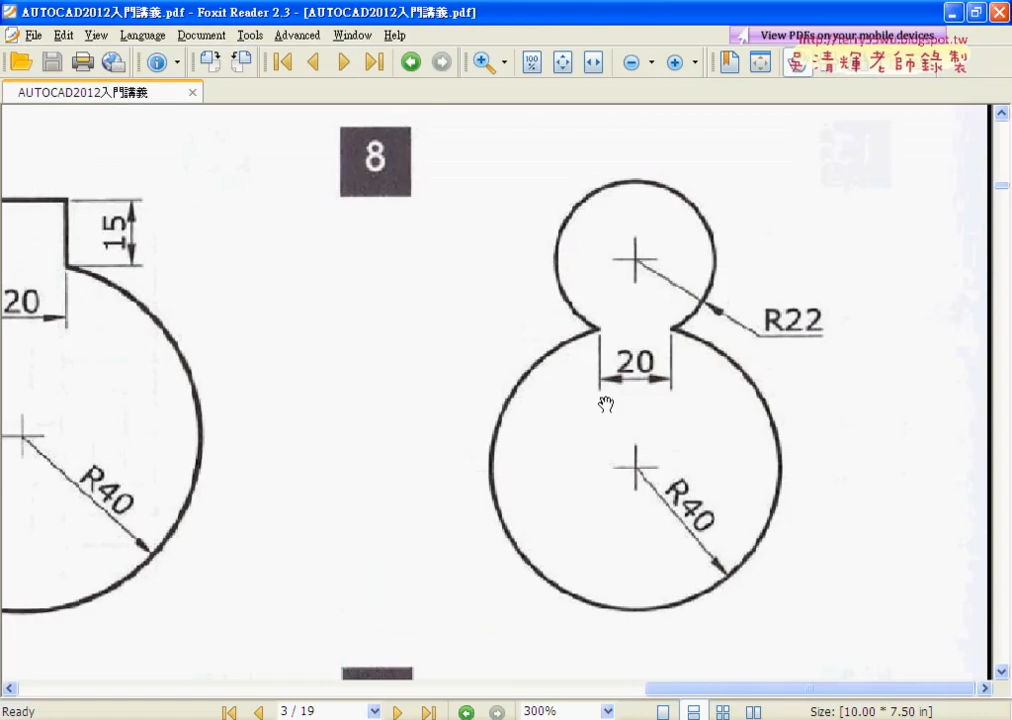 AUTOCAD2012入門講義.pdf - Foxit Reader 2.3 - [AUTOCAD2012入門講義.pdf]
File Edit View Language Document Tools Advanced Window Help
View PDFs on your mobile devices.
http://terry55wu.blogspot.tw
吳清輝老師錄製
AUTOCAD2012入門講義
8
15
20
R22
20
R40
R40
Ready
3 / 19
300%
Size: [10.00 * 7.50 in]